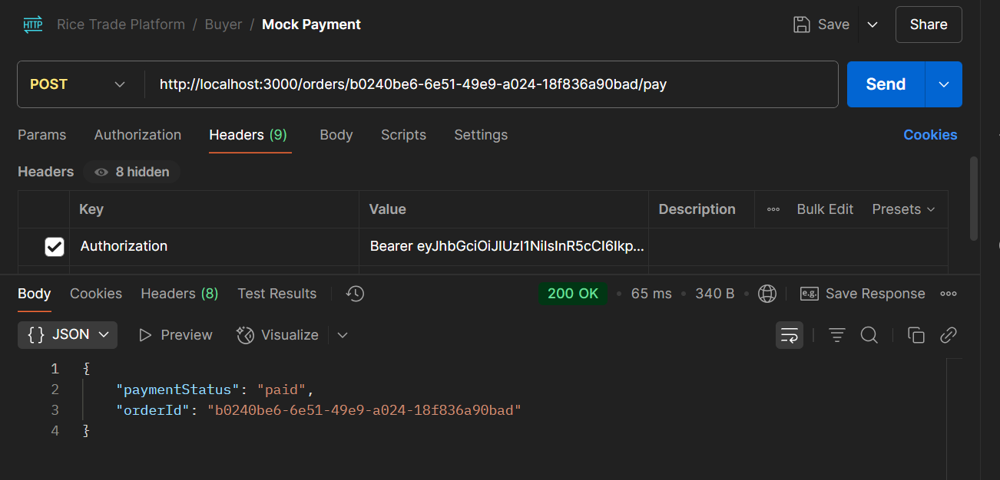 HTTP Rice Trade Platform / Buyer / Mock Payment Save Share
POST http://localhost:3000/orders/b0240be6-6e51-49e9-a024-18f836a90bad/pay Send
Params Authorization Headers (9) Body Scripts Settings Cookies
Headers 8 hidden
Key Value Description Bulk Edit Presets
Authorization Bearer eyJhbGciOiJIUzI1NiIsInR5cCI6Ikp...
Body Cookies Headers (8) Test Results 200 OK • 65 ms • 340 B • e.g. Save Response
{} JSON Preview Visualize
1 {
2 "paymentStatus": "paid",
3 "orderId": "b0240be6-6e51-49e9-a024-18f836a90bad"
4 }